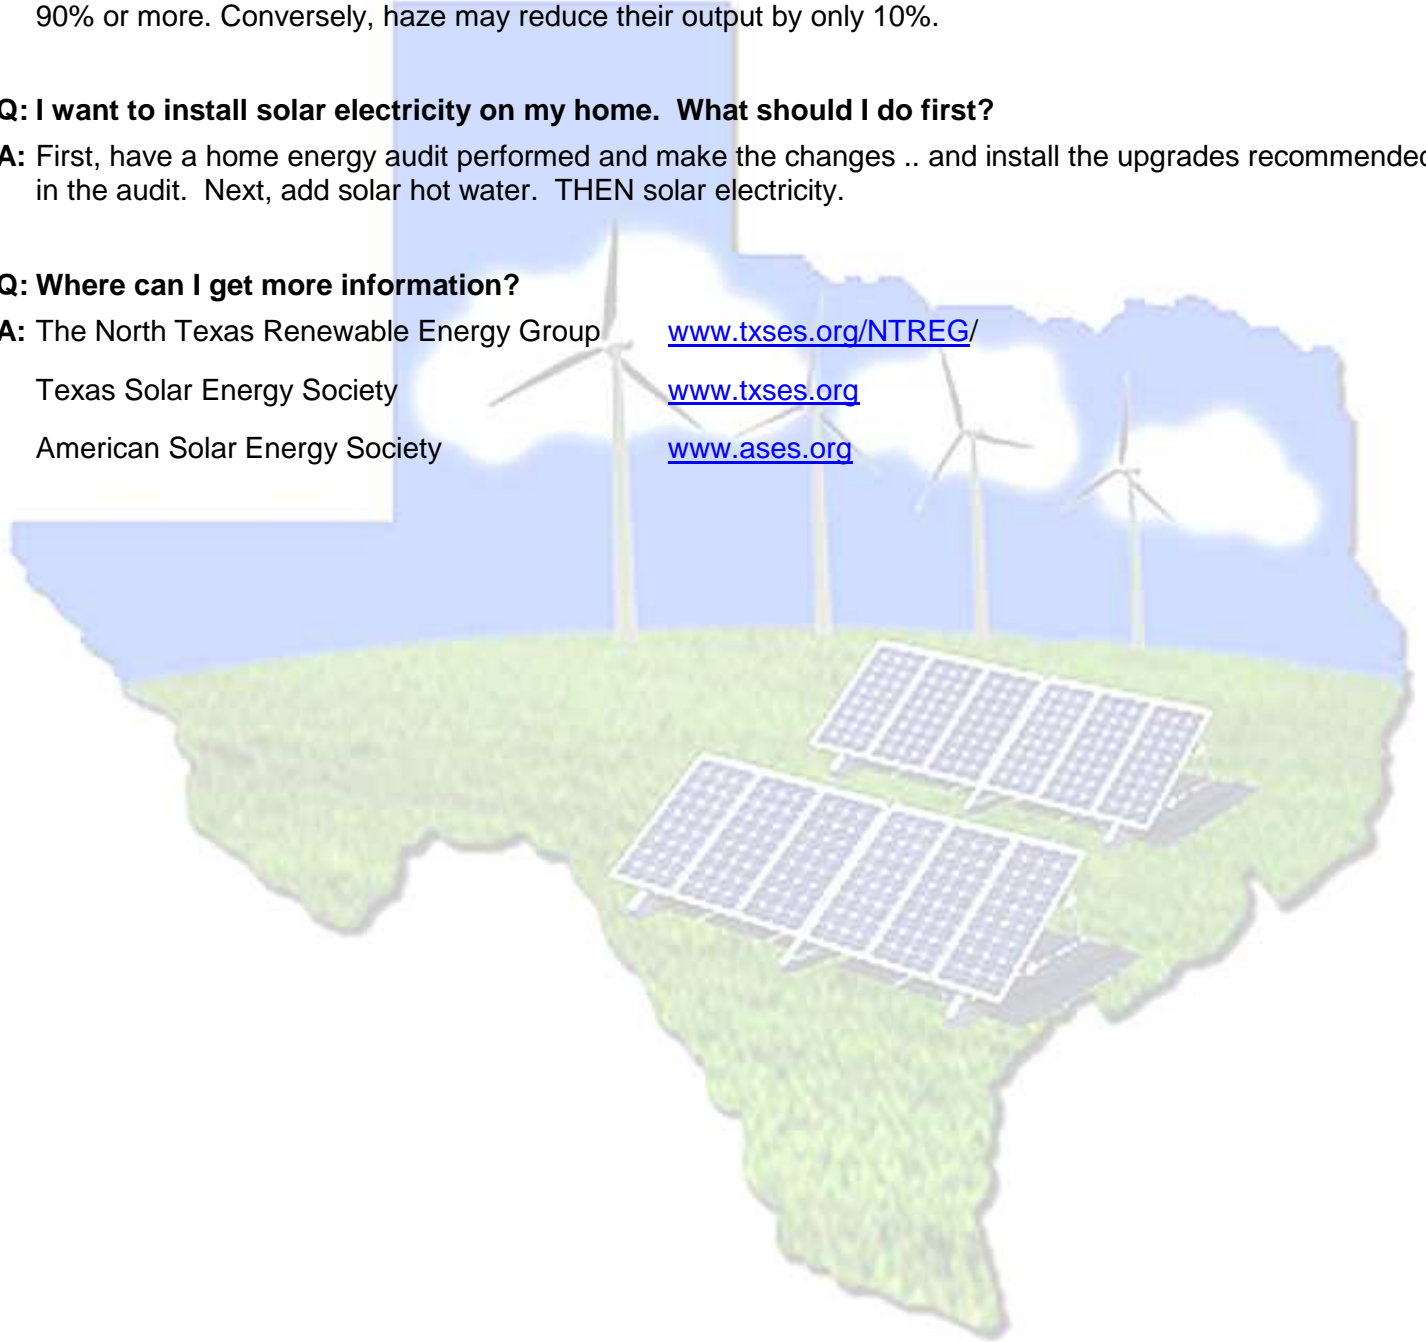 90% or more. Conversely, haze may reduce their output by only 10%.
Q: I want to install solar electricity on my home.  What should I do first?
A: First, have a home energy audit performed and make the changes .. and install the upgrades recommended
in the audit.  Next, add solar hot water.  THEN solar electricity.
Q: Where can I get more information?
A: The North Texas Renewable Energy Group www.txses.org/NTREG/
Texas Solar Energy Society www.txses.org
American Solar Energy Society www.ases.org